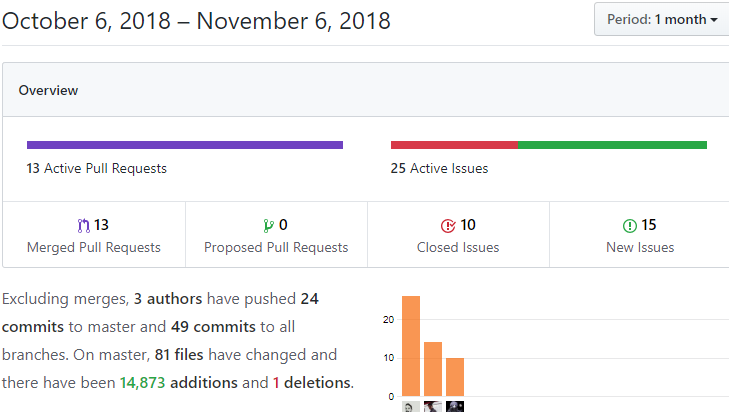 October 6, 2018 – November 6, 2018
Period: 1 month
Overview
13 Active Pull Requests
25 Active Issues
13
Merged Pull Requests
0
Proposed Pull Requests
10
Closed Issues
15
New Issues
Excluding merges, 3 authors have pushed 24
commits to master and 49 commits to all
branches. On master, 81 files have changed and
there have been 14,873 additions and 1 deletions.
20
10
0